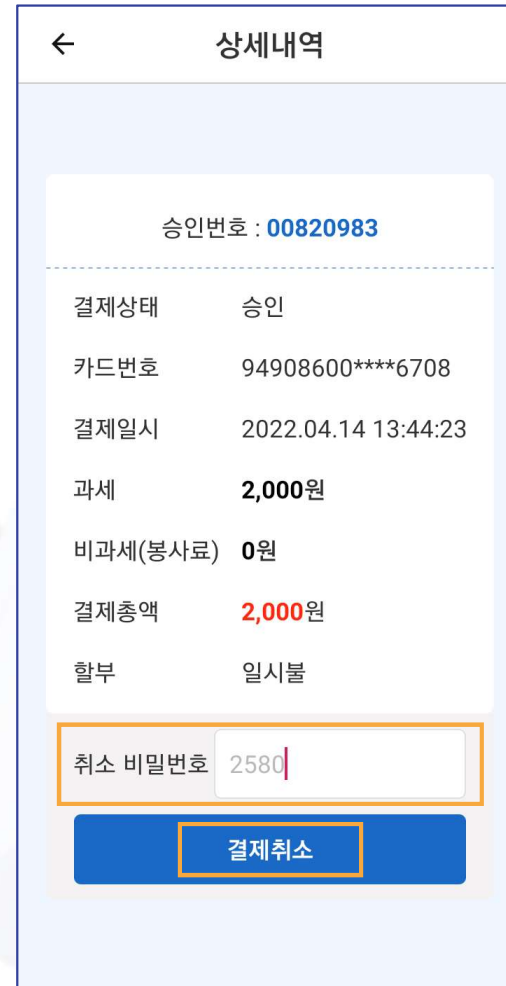 상세내역
승인번호 : 00820983
결제상태 승인
카드번호 94908600****6708
결제일시 2022.04.14 13:44:23
과세 2,000원
비과세(봉사료) 0원
결제총액 2,000원
할부 일시불
취소 비밀번호 2580
결제취소